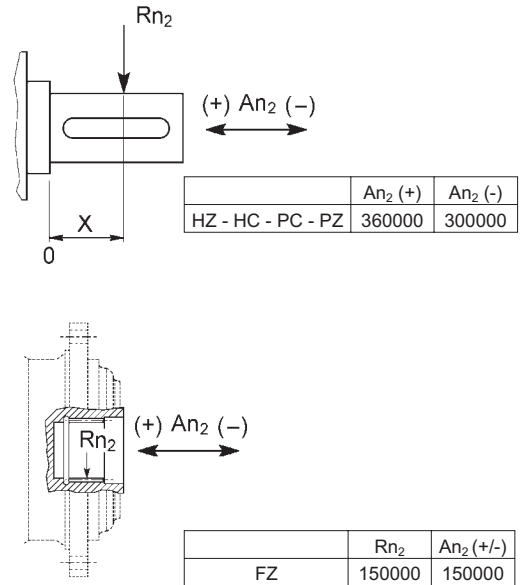 Rn₂
(+) An₂ (−)
An₂ (+) An₂ (-)
HZ - HC - PC - PZ 360000 300000
X
0
(+) An₂ (−)
Rn₂
Rn₂ An₂ (+/-)
FZ 150000 150000